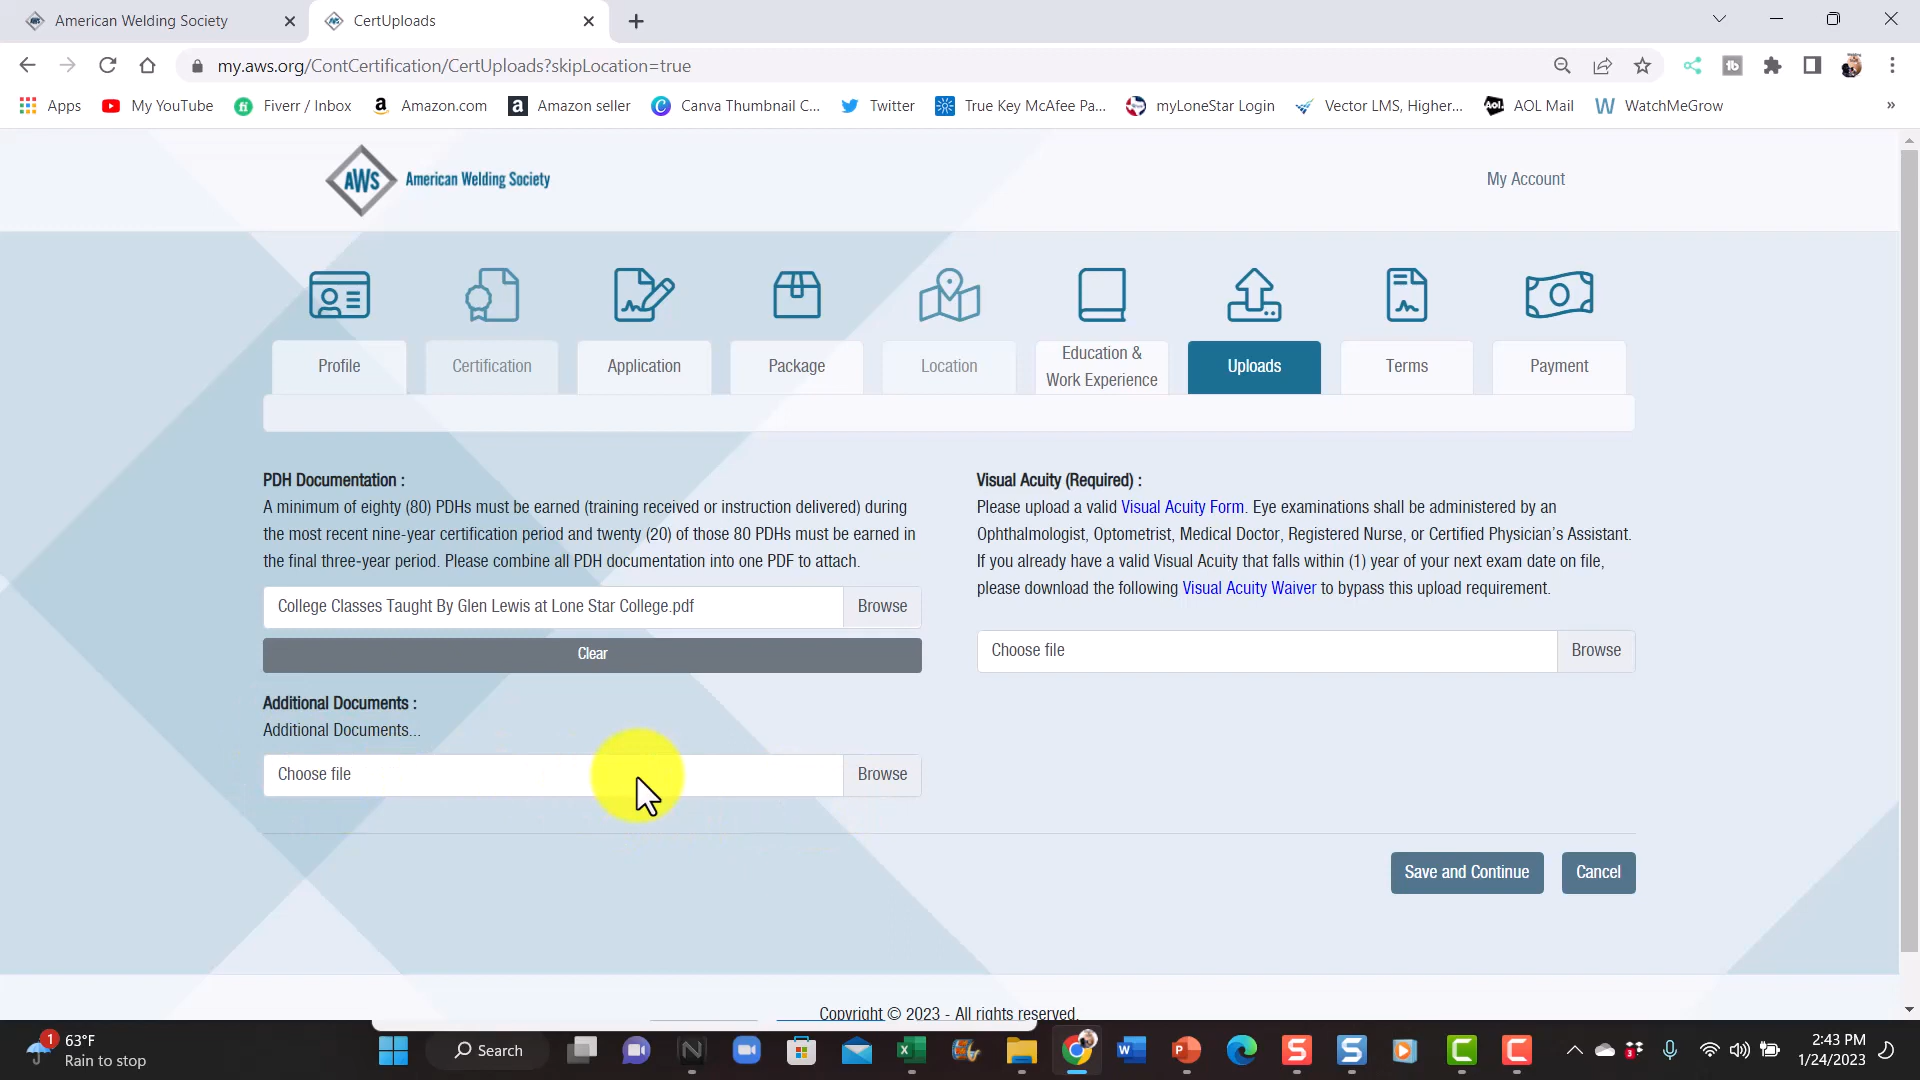 American Welding Society
CertUploads
my.aws.org/ContCertification/CertUploads?skipLocation=true
Apps
My YouTube
Fiverr / Inbox
Amazon.com
Amazon seller
Canva Thumbnail C...
Twitter
True Key McAfee Pa...
myLoneStar Login
Vector LMS, Higher...
AOL Mail
WatchMeGrow
AWS American Welding Society
My Account
Profile
Certification
Application
Package
Location
Education &
Work Experience
Uploads
Terms
Payment
PDH Documentation :
A minimum of eighty (80) PDHs must be earned (training received or instruction delivered) during
the most recent nine-year certification period and twenty (20) of those 80 PDHs must be earned in
the final three-year period. Please combine all PDH documentation into one PDF to attach.
College Classes Taught By Glen Lewis at Lone Star College.pdf
Browse
Clear
Additional Documents :
Additional Documents...
Choose file
Browse
Visual Acuity (Required) :
Please upload a valid Visual Acuity Form. Eye examinations shall be administered by an
Ophthalmologist, Optometrist, Medical Doctor, Registered Nurse, or Certified Physician's Assistant.
If you already have a valid Visual Acuity that falls within (1) year of your next exam date on file,
please download the following Visual Acuity Waiver to bypass this upload requirement.
Choose file
Browse
Save and Continue
Cancel
Copyright © 2023 - All rights reserved.
1
63°F
Rain to stop
Search
2:43 PM
1/24/2023